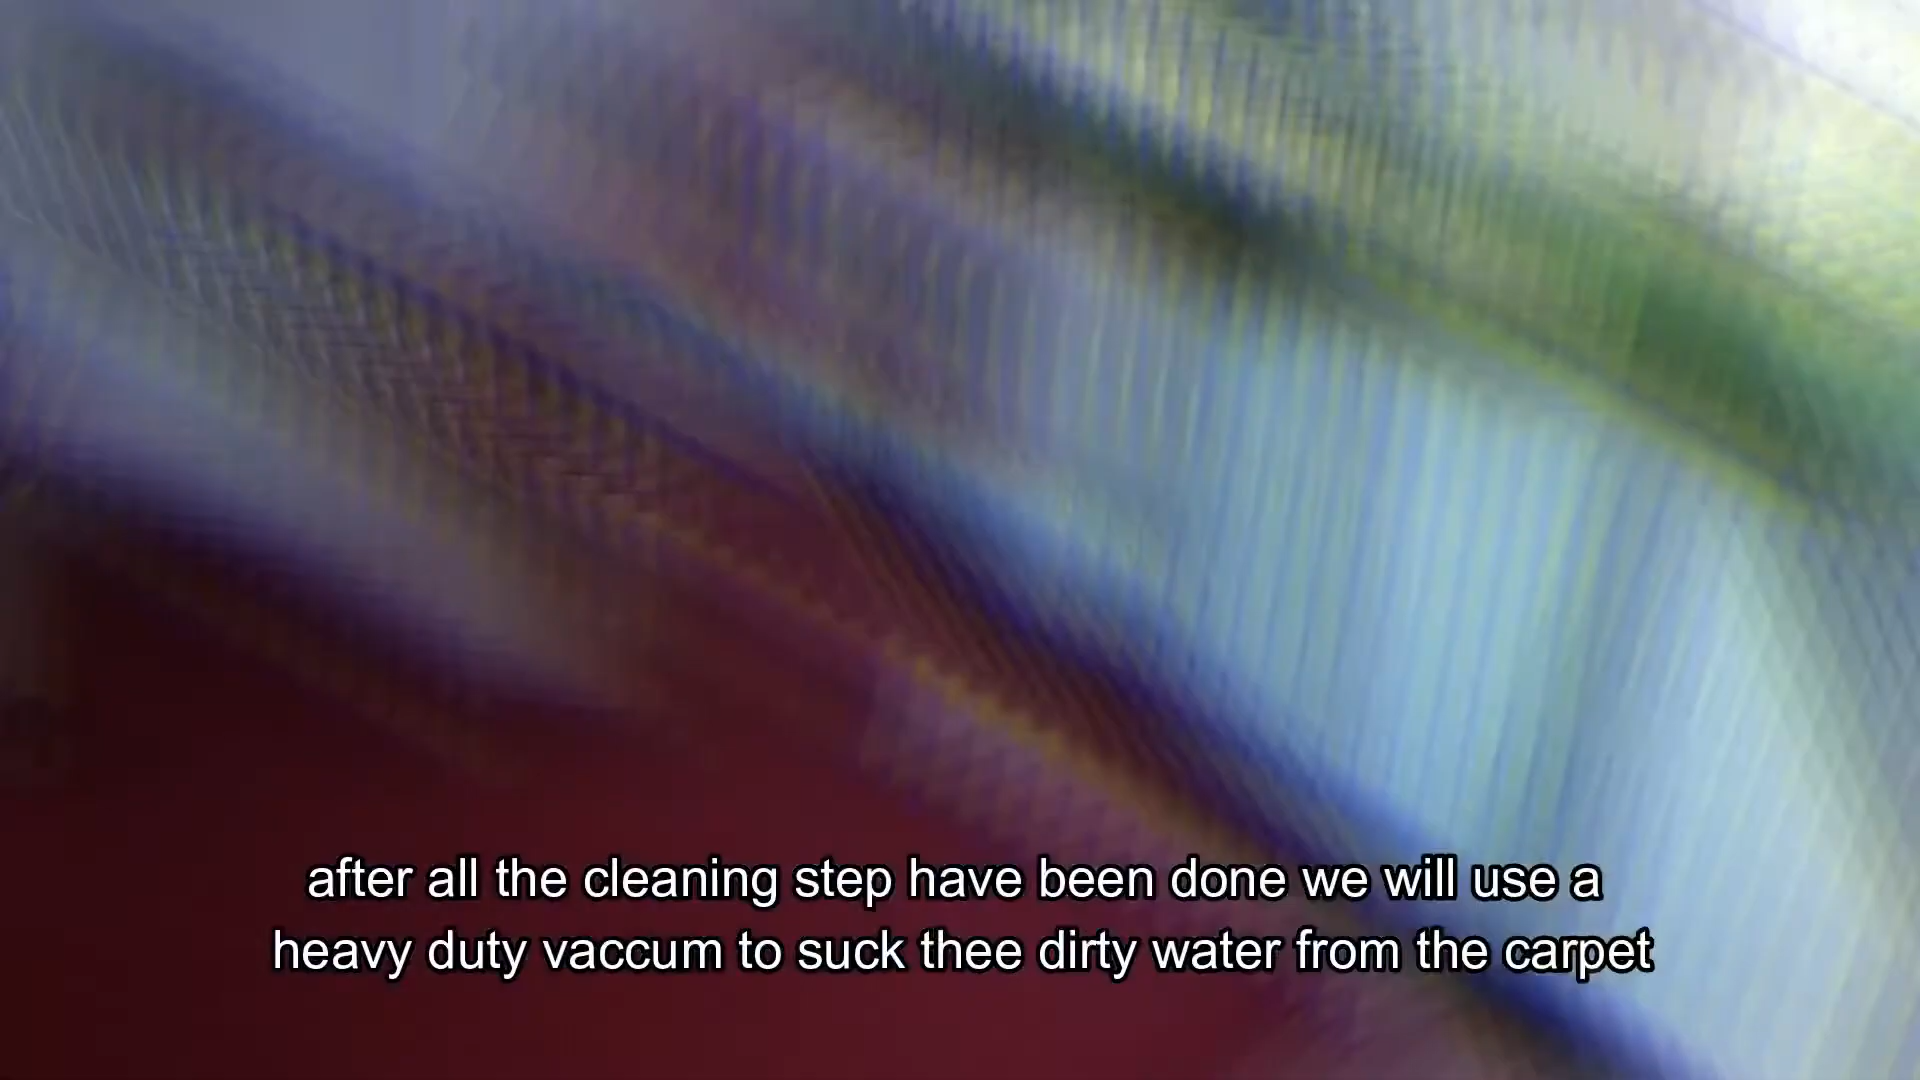 after all the cleaning step have been done we will use a
heavy duty vaccum to suck thee dirty water from the carpet